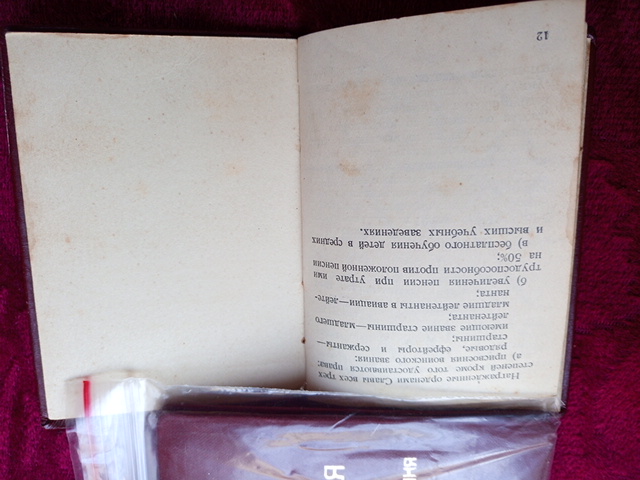 Награжденные орденами Славы всех трех
степеней кроме того удостаиваются права:
а) присвоения воинского звания:
рядовые, ефрейторы и сержанты—
старшины;
имеющие звание старшины—младшего
лейтенанта;
младшие лейтенанты в авиации—лейте-
нанта;
б) увеличения пенсии при утрате ими
трудоспособности против положенной пенсии
на 50%;
в) бесплатного обучения детей в средних
и высших учебных заведениях.
12